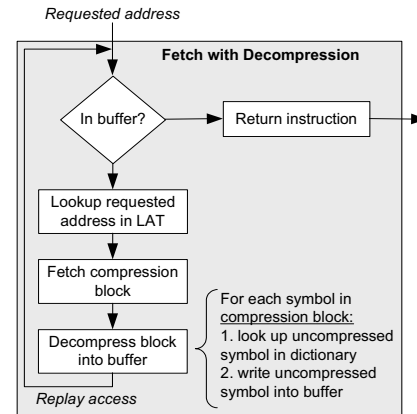 Requested address
Fetch with Decompression
In buffer?
Return instruction
Lookup requested
address in LAT
Fetch compression
block
Decompress block
into buffer
For each symbol in
compression block:
1. look up uncompressed
symbol in dictionary
2. write uncompressed
symbol into buffer
Replay access